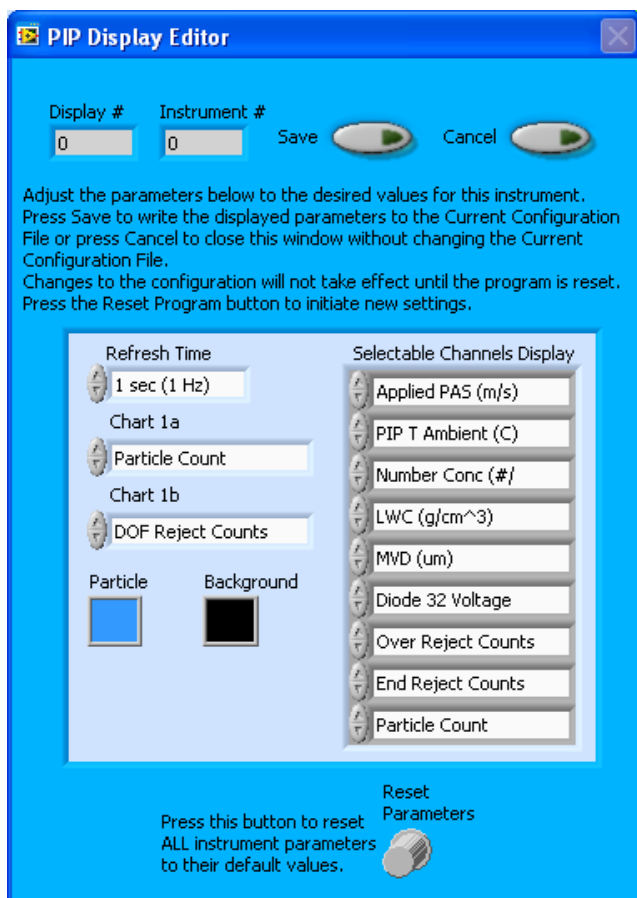 PIP Display Editor
Display # Instrument #
0 0 Save Cancel
Adjust the parameters below to the desired values for this instrument.
Press Save to write the displayed parameters to the Current Configuration
File or press Cancel to close this window without changing the Current
Configuration File.
Changes to the configuration will not take effect until the program is reset.
Press the Reset Program button to initiate new settings.
Refresh Time
1 sec (1 Hz)
Chart 1a
Particle Count
Chart 1b
DOF Reject Counts
Particle Background
Selectable Channels Display
Applied PAS (m/s)
PIP T Ambient (C)
Number Conc (#/
LWC (g/cm^3)
MVD (um)
Diode 32 Voltage
Over Reject Counts
End Reject Counts
Particle Count
Press this button to reset
ALL instrument parameters
to their default values.
Reset
Parameters